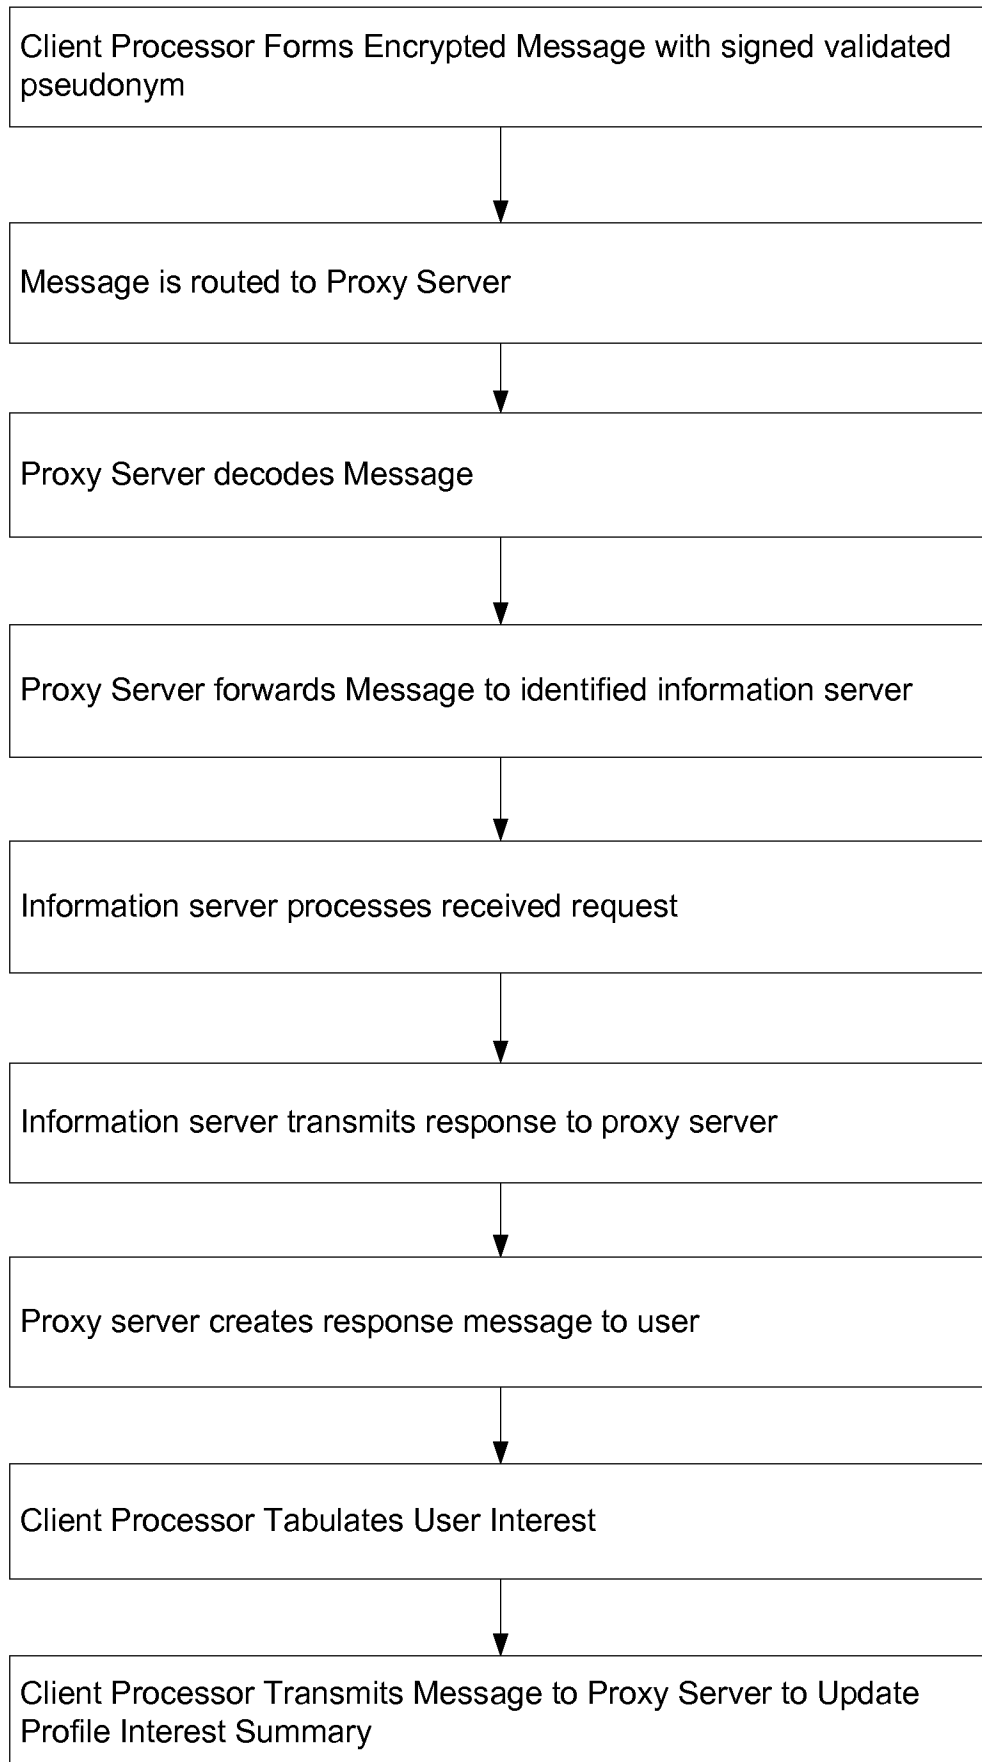 Client Processor Forms Encrypted Message with signed validated
pseudonym
Message is routed to Proxy Server
Proxy Server decodes Message
Proxy Server forwards Message to identified information server
Information server processes received request
Information server transmits response to proxy server
Proxy server creates response message to user
Client Processor Tabulates User Interest
Client Processor Transmits Message to Proxy Server to Update
Profile Interest Summary